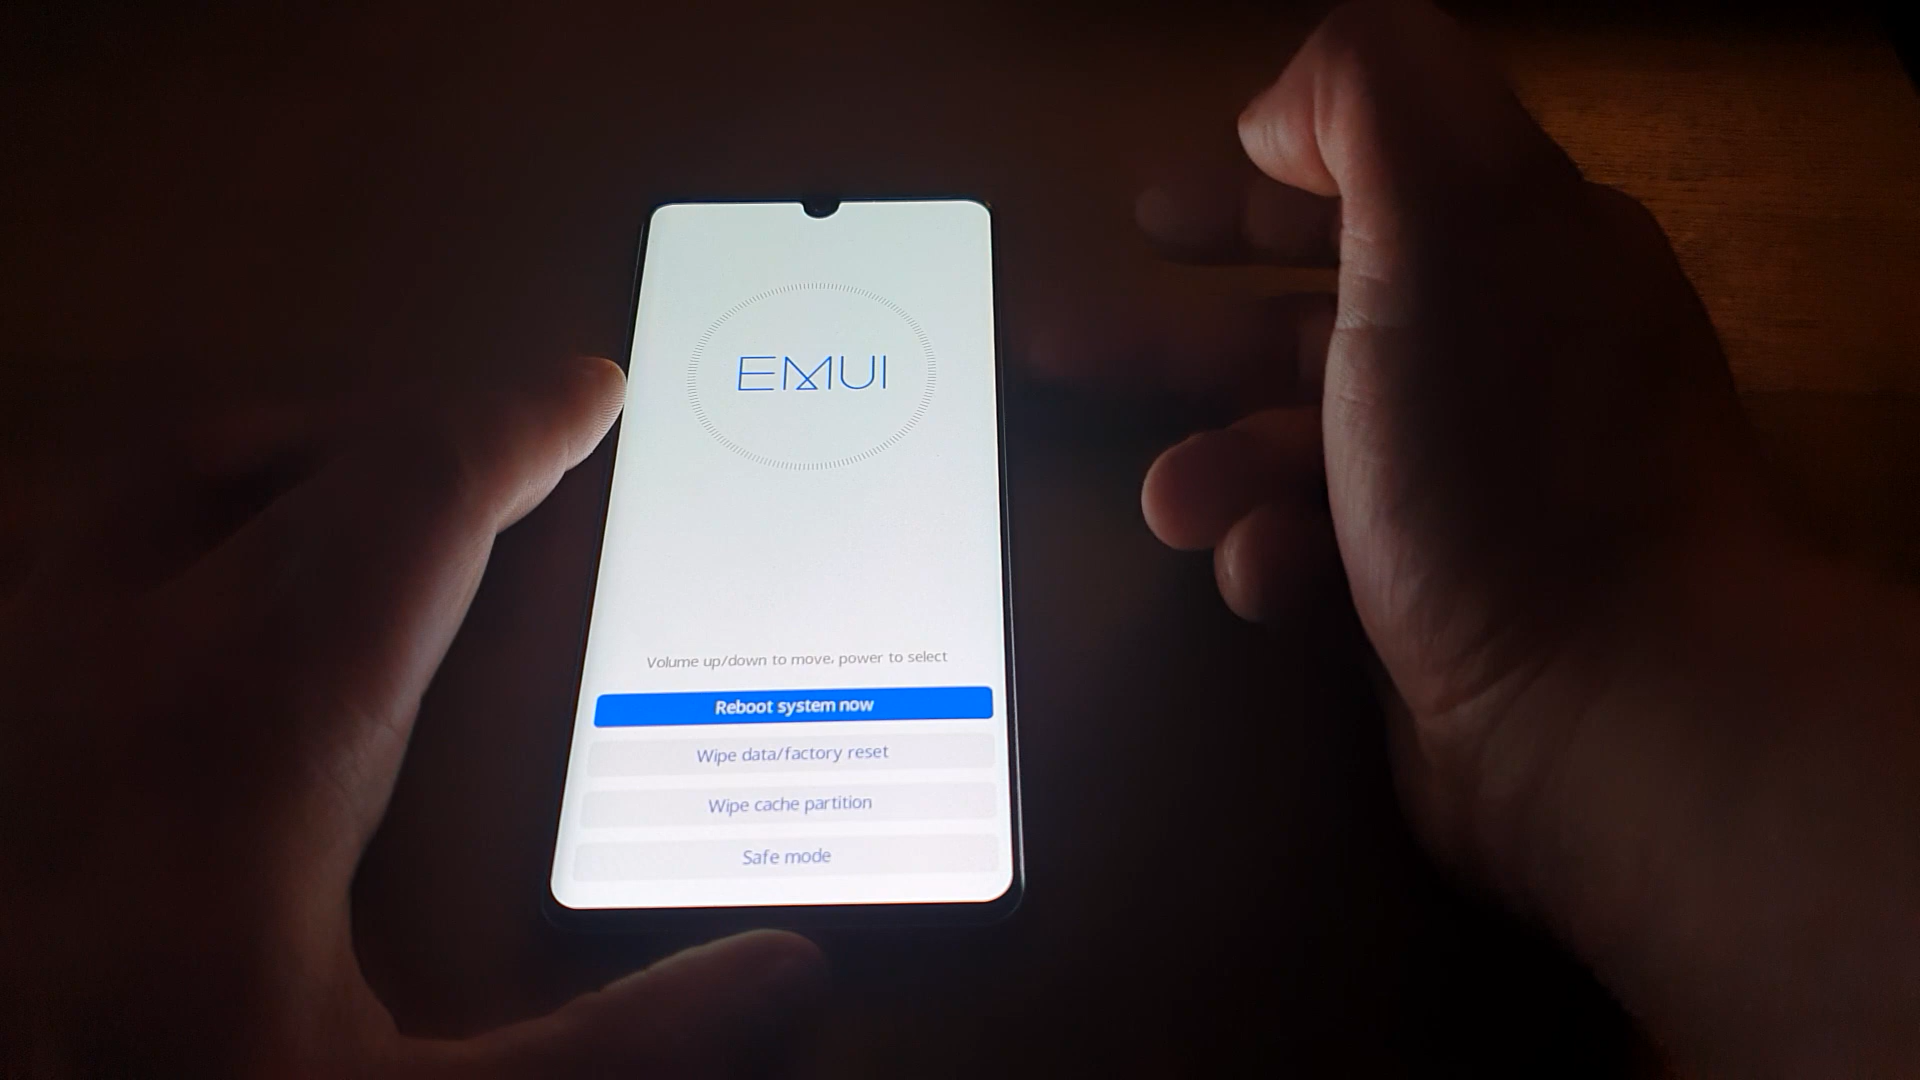 EMUI
Volume up/down to move, power to select
Reboot system now
Wipe data/factory reset
Wipe cache partition
Safe mode